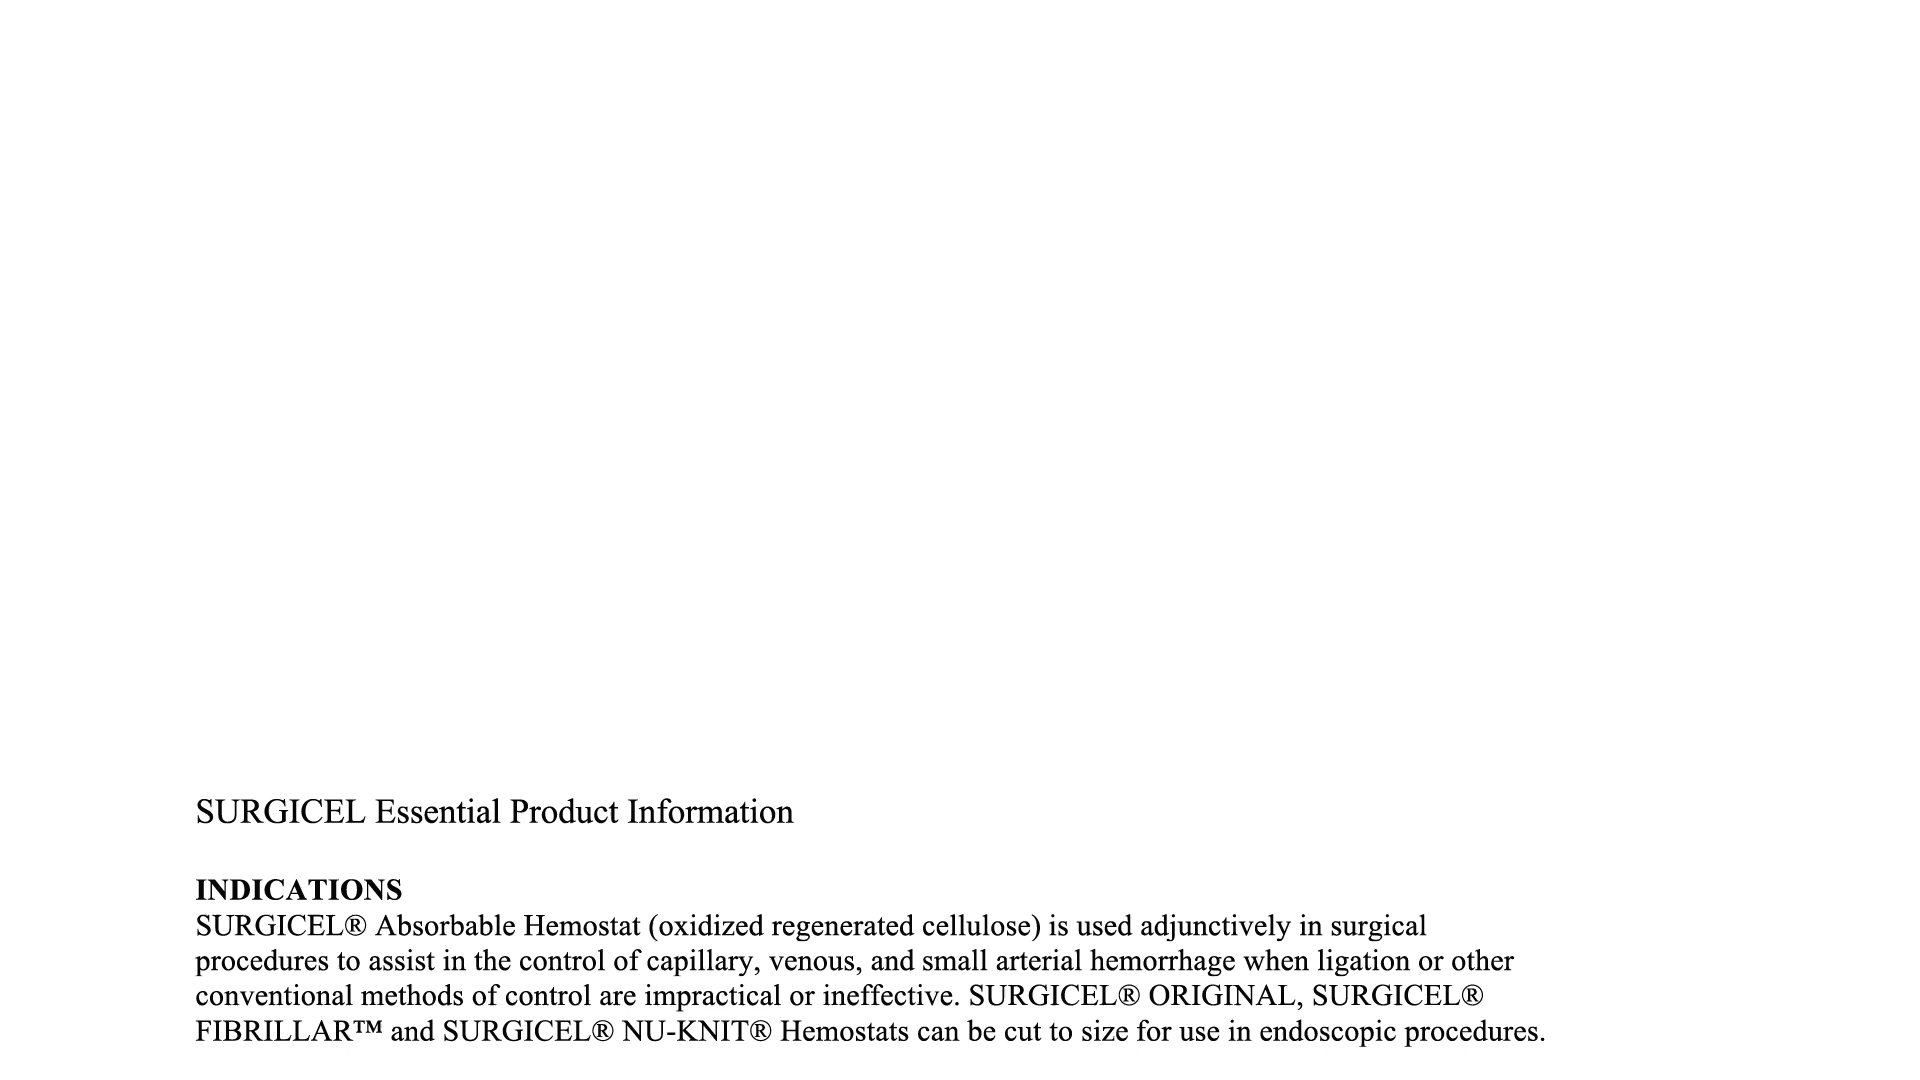 SURGICEL Essential Product Information
INDICATIONS
SURGICEL® Absorbable Hemostat (oxidized regenerated cellulose) is used adjunctively in surgical
procedures to assist in the control of capillary, venous, and small arterial hemorrhage when ligation or other
conventional methods of control are impractical or ineffective. SURGICEL® ORIGINAL, SURGICEL®
FIBRILLAR™ and SURGICEL® NU-KNIT® Hemostats can be cut to size for use in endoscopic procedures.